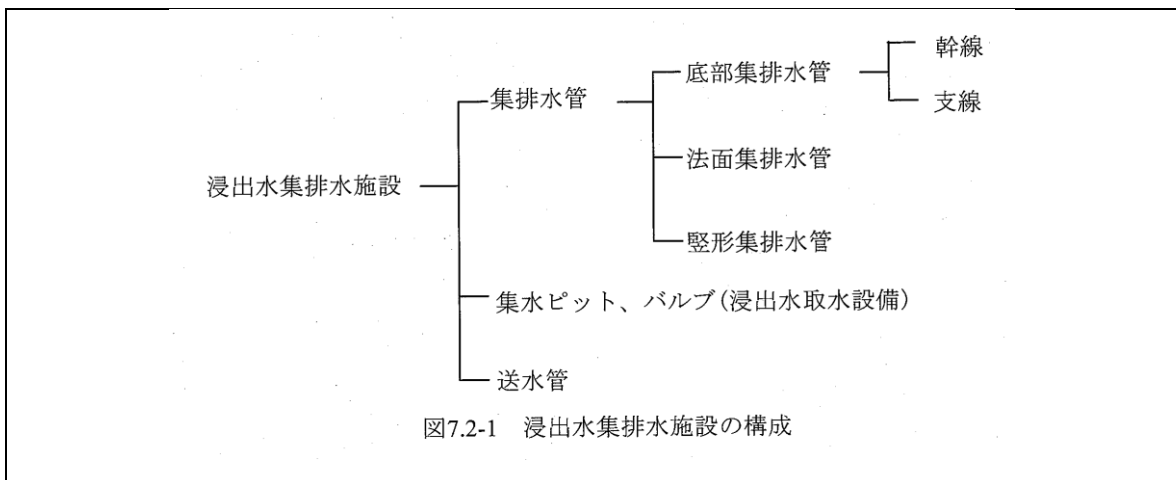 幹線
底部集排水管
集排水管
支線
法面集排水管
浸出水集排水施設
竪形集排水管
集水ピット、バルブ(浸出水取水設備)
送水管
図7.2-1 浸出水集排水施設の構成